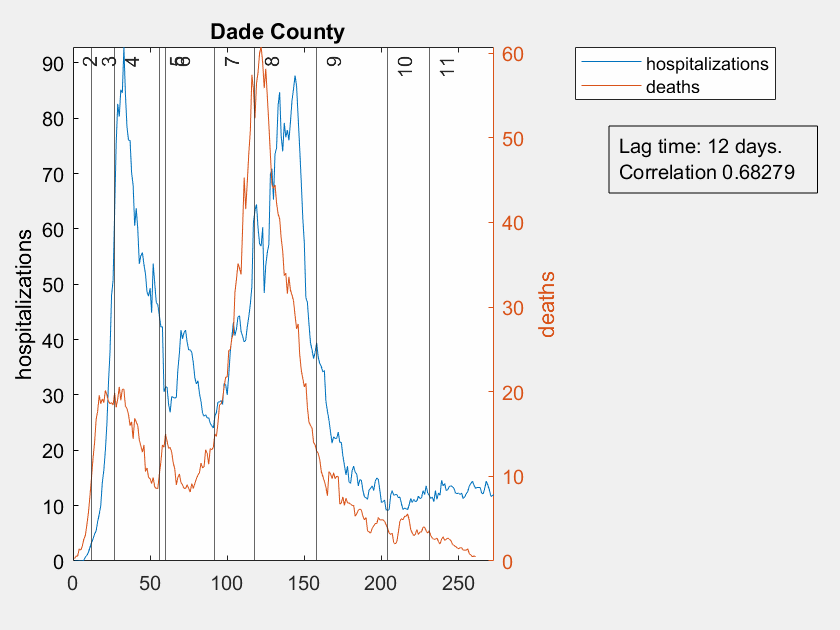 Dade County
2 3 4 5 6 7 8 9 10 11
hospitalizations
deaths
Lag time: 12 days.
Correlation 0.68279
90
80
70
60
50
40
30
20
10
0
hospitalizations
60
50
40
30
20
10
0
deaths
0 50 100 150 200 250